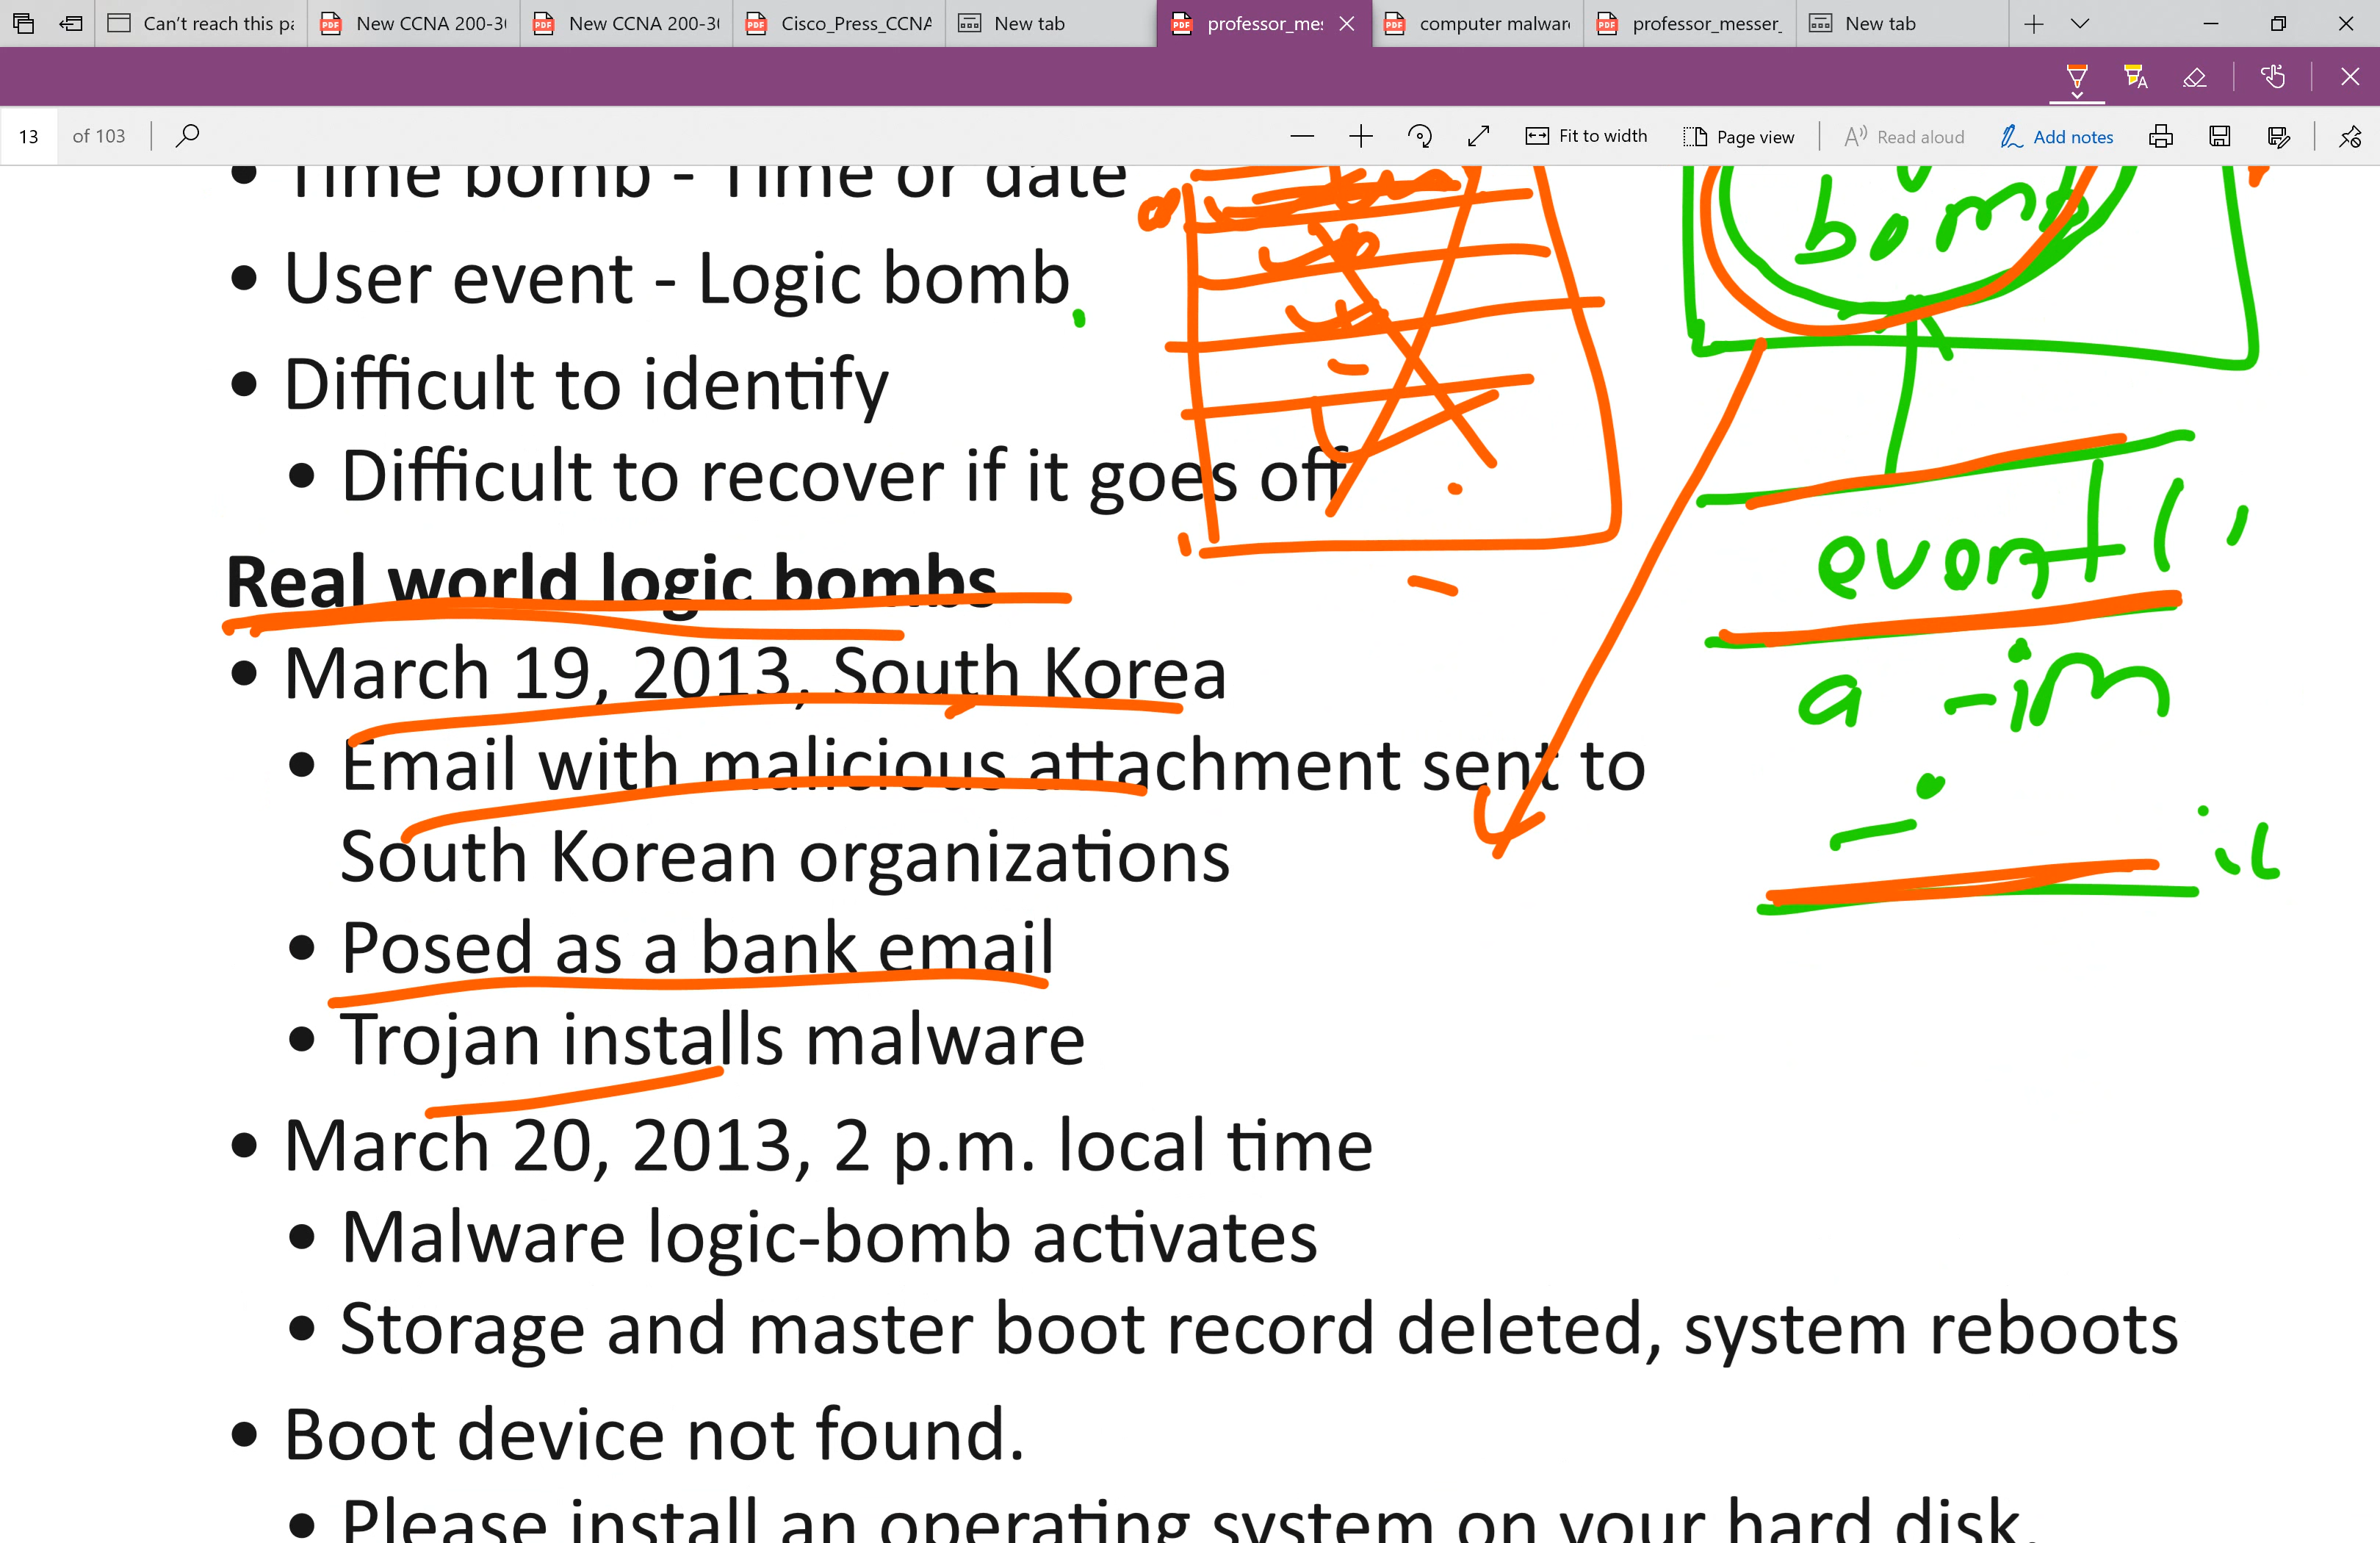 Can't reach this pa
New CCNA 200-30
New CCNA 200-30
Cisco_Press_CCNA
New tab
professor_mes
computer malwar
professor_messer_
New tab
13 of 103
Fit to width
Page view
Read aloud
Add notes
• Time bomb - Time or date
• User event - Logic bomb
• Difficult to identify
• Difficult to recover if it goes off
Real world logic bombs
• March 19, 2013, South Korea
• Email with malicious attachment sent to
South Korean organizations
• Posed as a bank email
• Trojan installs malware
• March 20, 2013, 2 p.m. local time
• Malware logic-bomb activates
• Storage and master boot record deleted, system reboots
• Boot device not found.
• Please install an operating system on your hard disk.
bomb
event